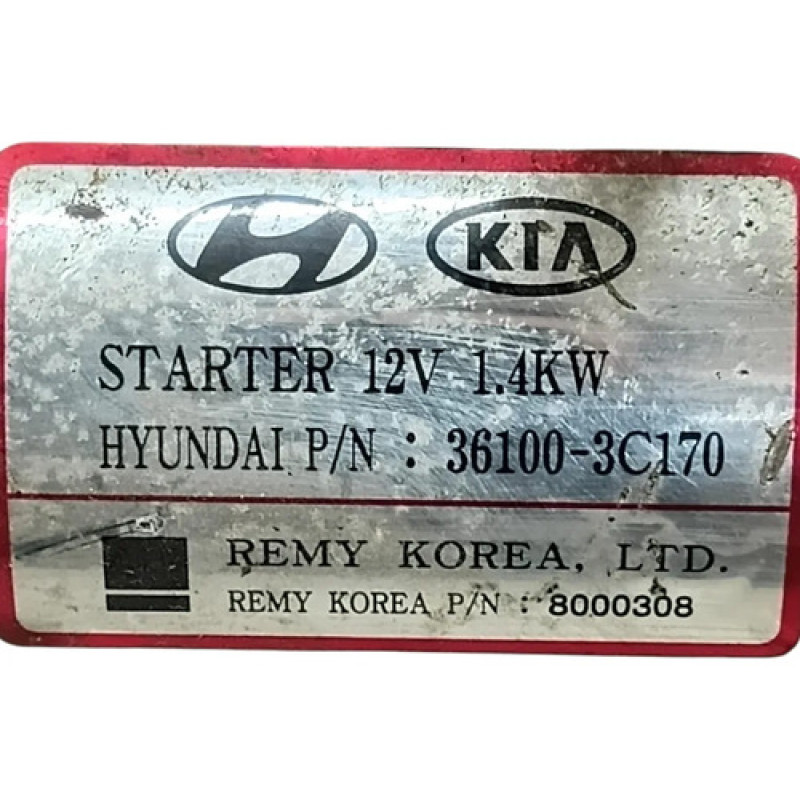 KIA
STARTER 12V 1.4KW
HYUNDAI P/N : 36100-3C170
REMY KOREA, LTD.
REMY KOREA P/N : 8000308